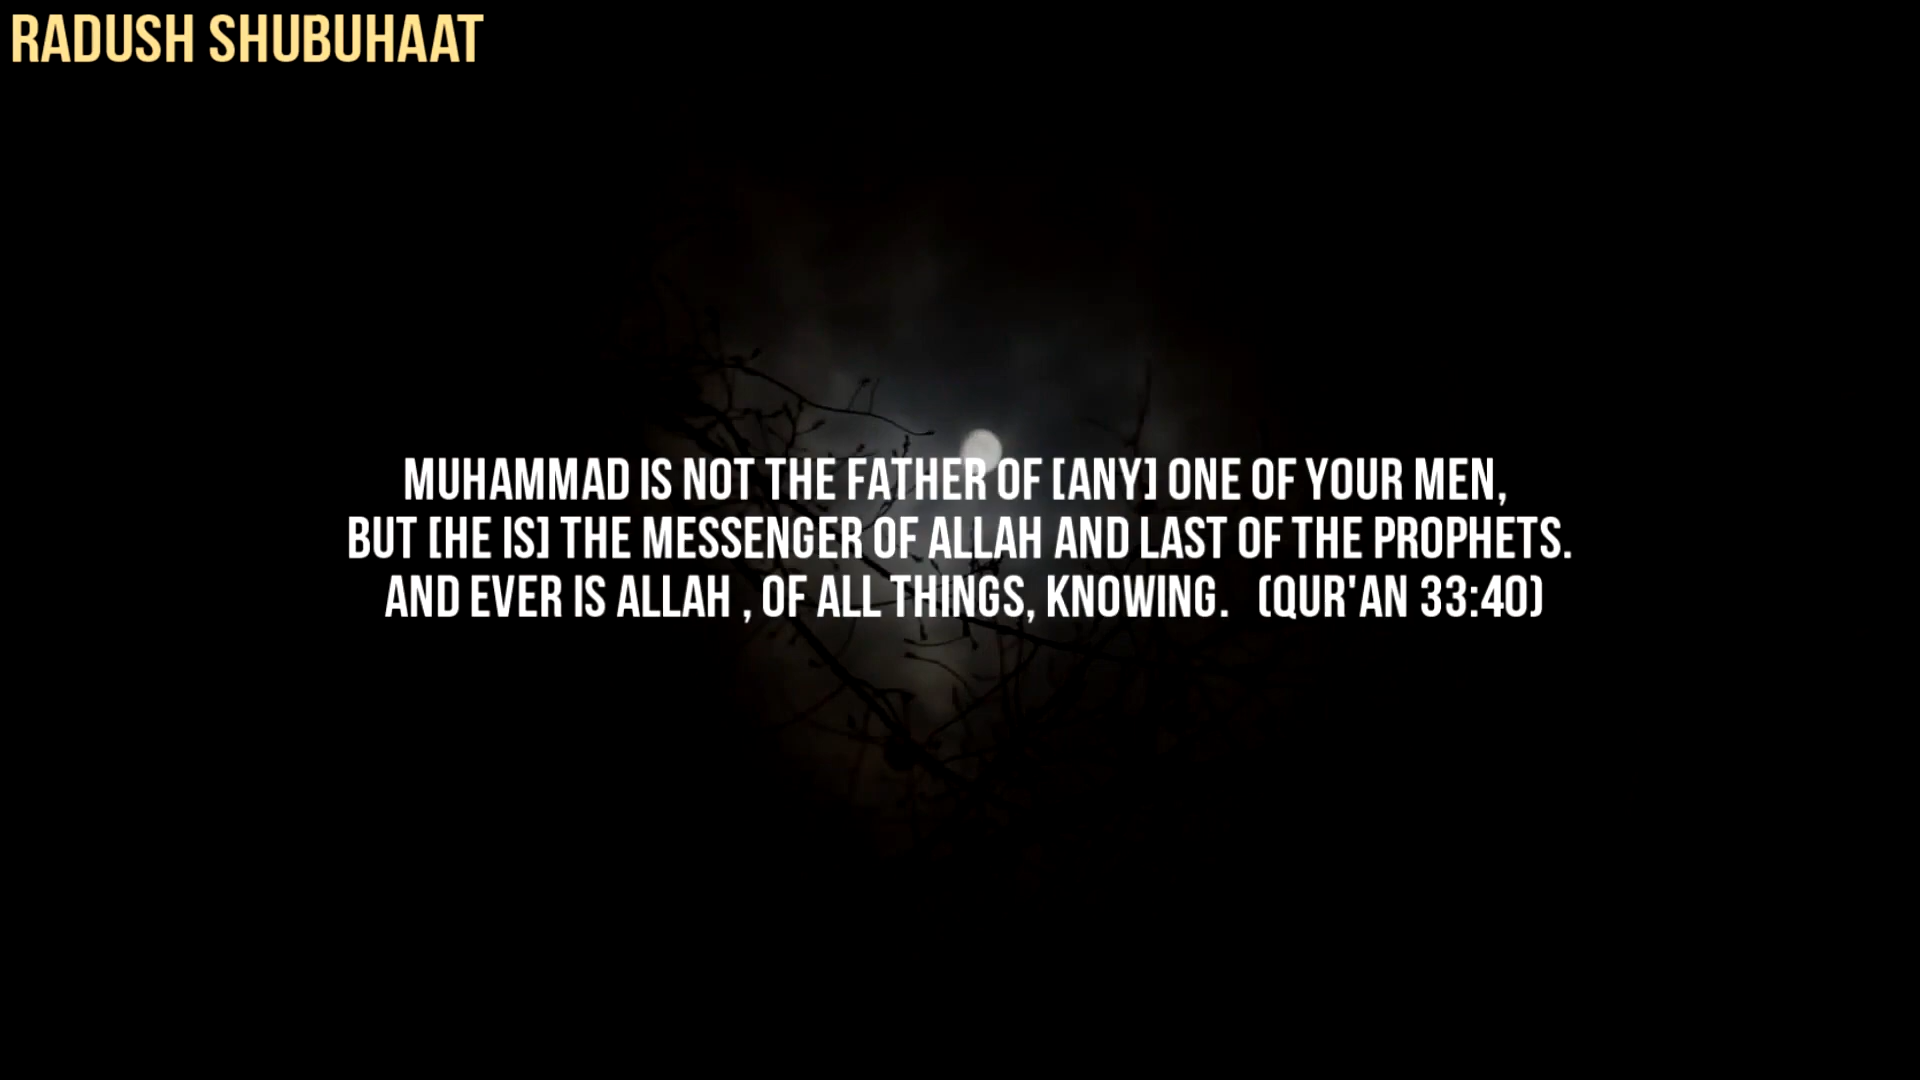 RADUSH SHUBUHAAT
MUHAMMAD IS NOT THE FATHER OF [ANY] ONE OF YOUR MEN,
BUT [HE IS] THE MESSENGER OF ALLAH AND LAST OF THE PROPHETS.
AND EVER IS ALLAH , OF ALL THINGS, KNOWING. (QUR'AN 33:40)